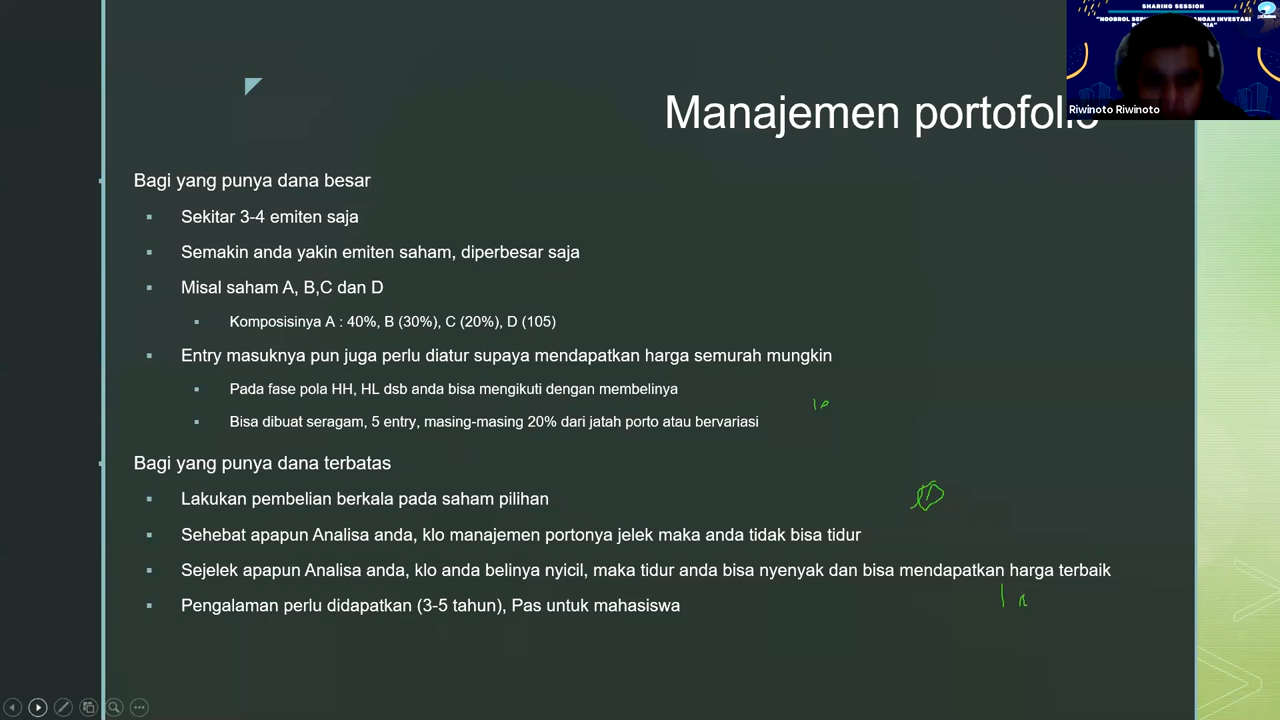 SHARING SESSION
Riwinoto Riwinoto
Manajemen portofolio
Bagi yang punya dana besar
Sekitar 3-4 emiten saja
Semakin anda yakin emiten saham, diperbesar saja
Misal saham A, B,C dan D
Komposisinya A : 40%, B (30%), C (20%), D (105)
Entry masuknya pun juga perlu diatur supaya mendapatkan harga semurah mungkin
Pada fase pola HH, HL dsb anda bisa mengikuti dengan membelinya
Bisa dibuat seragam, 5 entry, masing-masing 20% dari jatah porto atau bervariasi
Bagi yang punya dana terbatas
Lakukan pembelian berkala pada saham pilihan
Sehebat apapun Analisa anda, klo manajemen portonya jelek maka anda tidak bisa tidur
Sejelek apapun Analisa anda, klo anda belinya nyicil, maka tidur anda bisa nyenyak dan bisa mendapatkan harga terbaik
Pengalaman perlu didapatkan (3-5 tahun), Pas untuk mahasiswa